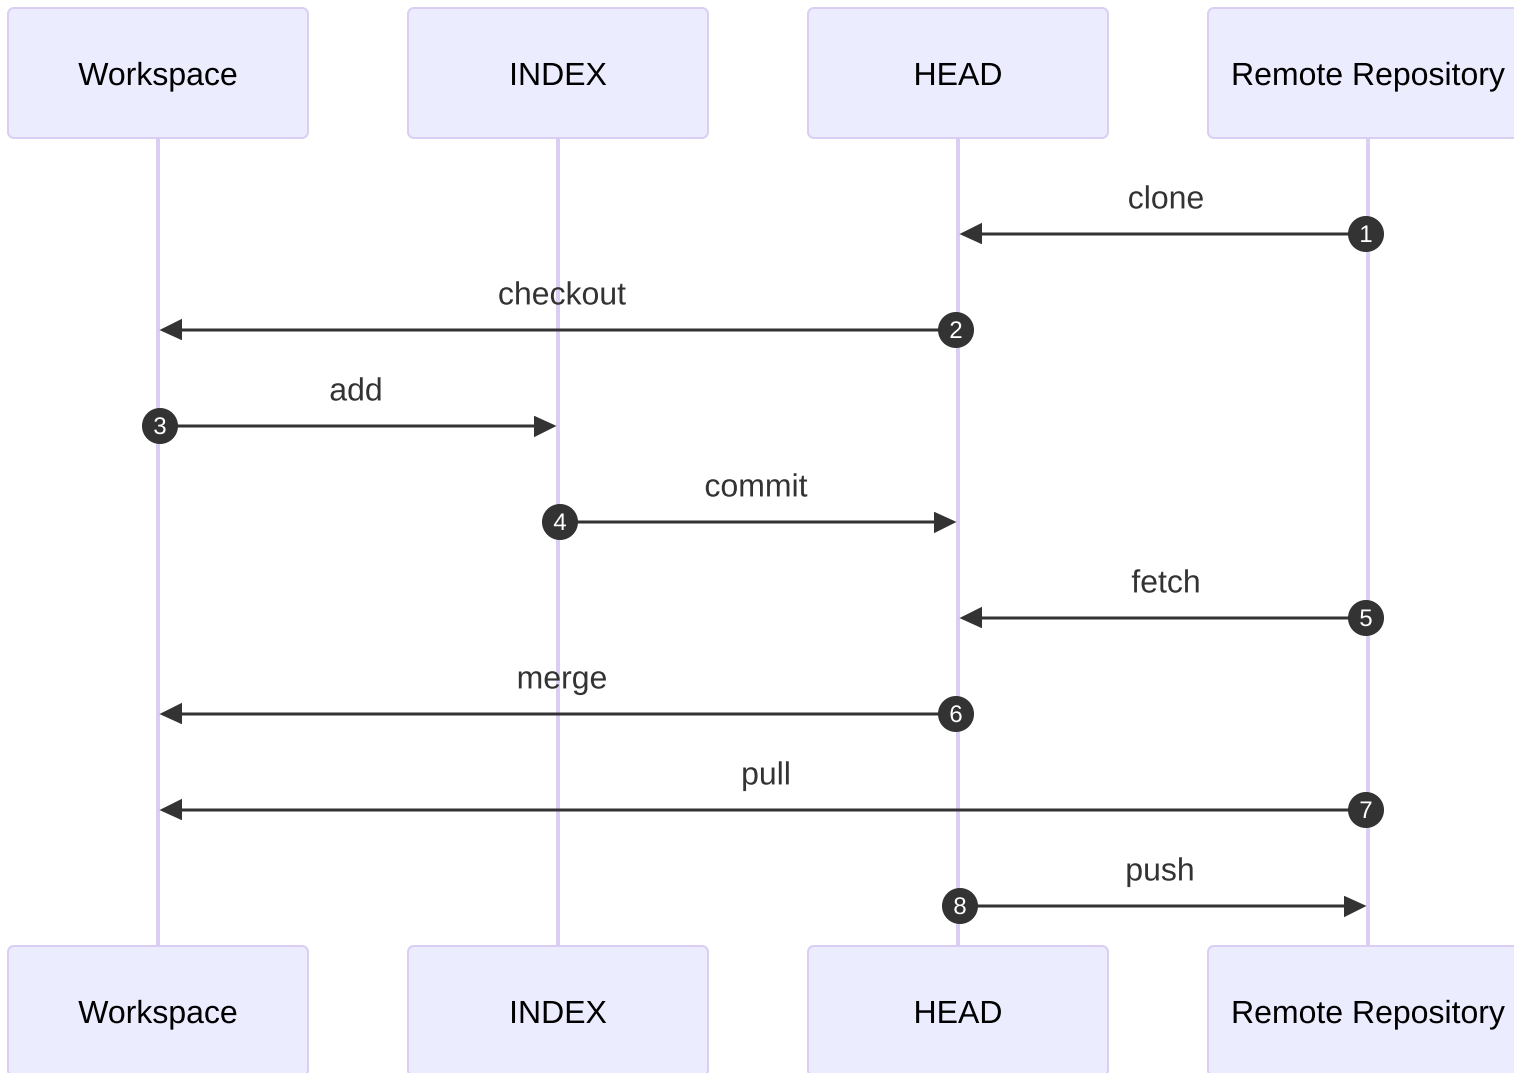 Workspace
INDEX
HEAD
Remote Repository
clone
1
checkout
2
add
3
commit
4
fetch
5
merge
6
pull
7
push
8
Workspace
INDEX
HEAD
Remote Repository